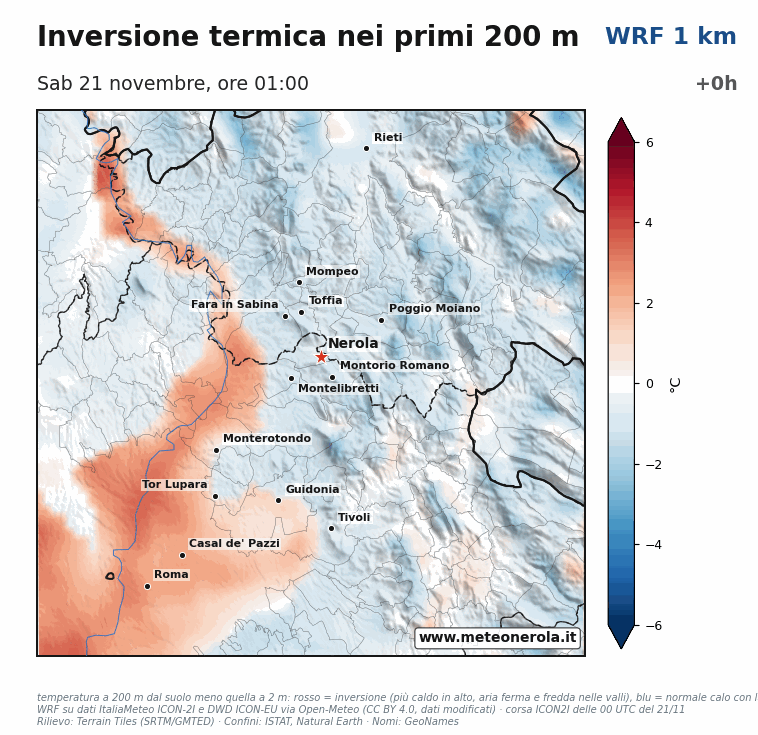 Inversione termica nei primi 200 m
WRF 1 km
Sab 21 novembre, ore 01:00
+0h
Rieti
Mompeo
Fara in Sabina
Toffia
Poggio Moiano
Nerola
Montorio Romano
Montelibretti
Monterotondo
Tor Lupara
Guidonia
Tivoli
Casal de' Pazzi
Roma
www.meteonerola.it
6
4
2
0
−2
−4
−6
°C
temperatura a 200 m dal suolo meno quella a 2 m: rosso = inversione (più caldo in alto, aria ferma e fredda nelle valli), blu = normale calo con l
WRF su dati ItaliaMeteo ICON-2I e DWD ICON-EU via Open-Meteo (CC BY 4.0, dati modificati) · corsa ICON2I delle 00 UTC del 21/11
Rilievo: Terrain Tiles (SRTM/GMTED) · Confini: ISTAT, Natural Earth · Nomi: GeoNames